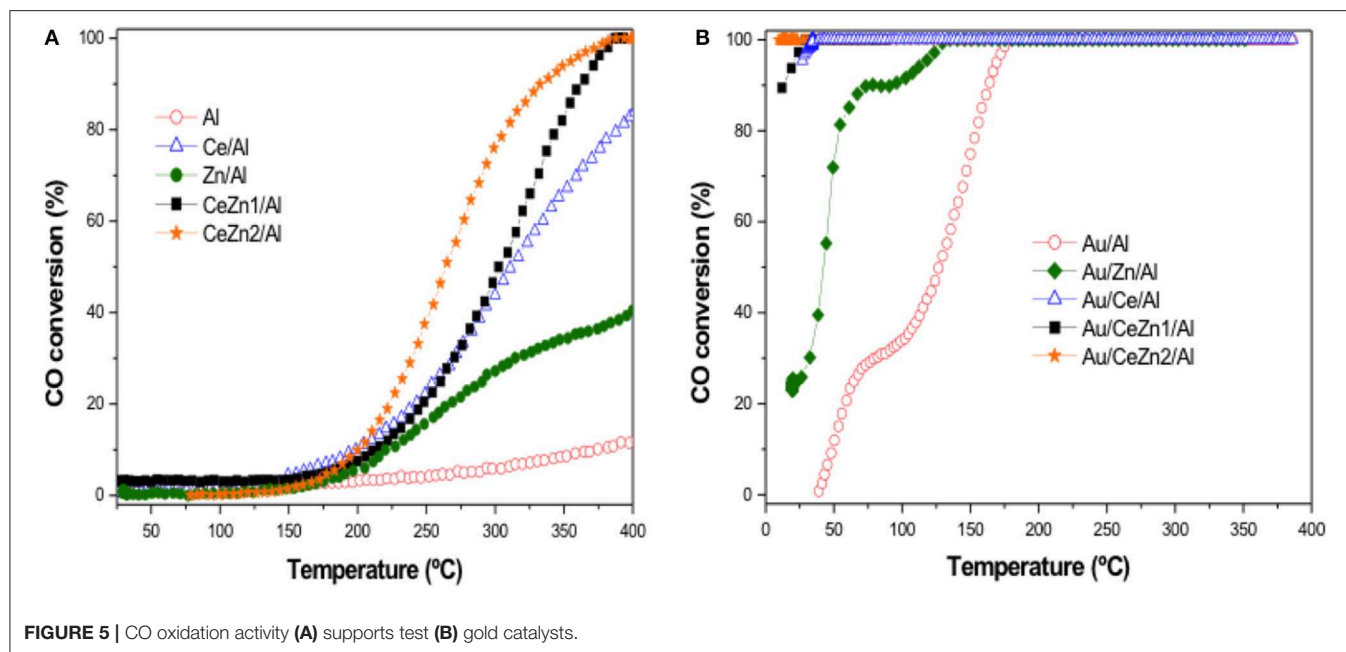 A
100
80
60
40
20
0
CO conversion (%)
Al
Ce/Al
Zn/Al
CeZn1/Al
CeZn2/Al
50 100 150 200 250 300 350 400
Temperature (ºC)
B
100
80
60
40
20
0
CO conversion (%)
Au/Al
Au/Zn/Al
Au/Ce/Al
Au/CeZn1/Al
Au/CeZn2/Al
0 50 100 150 200 250 300 350 400
Temperature (ºC)
FIGURE 5 | CO oxidation activity (A) supports test (B) gold catalysts.